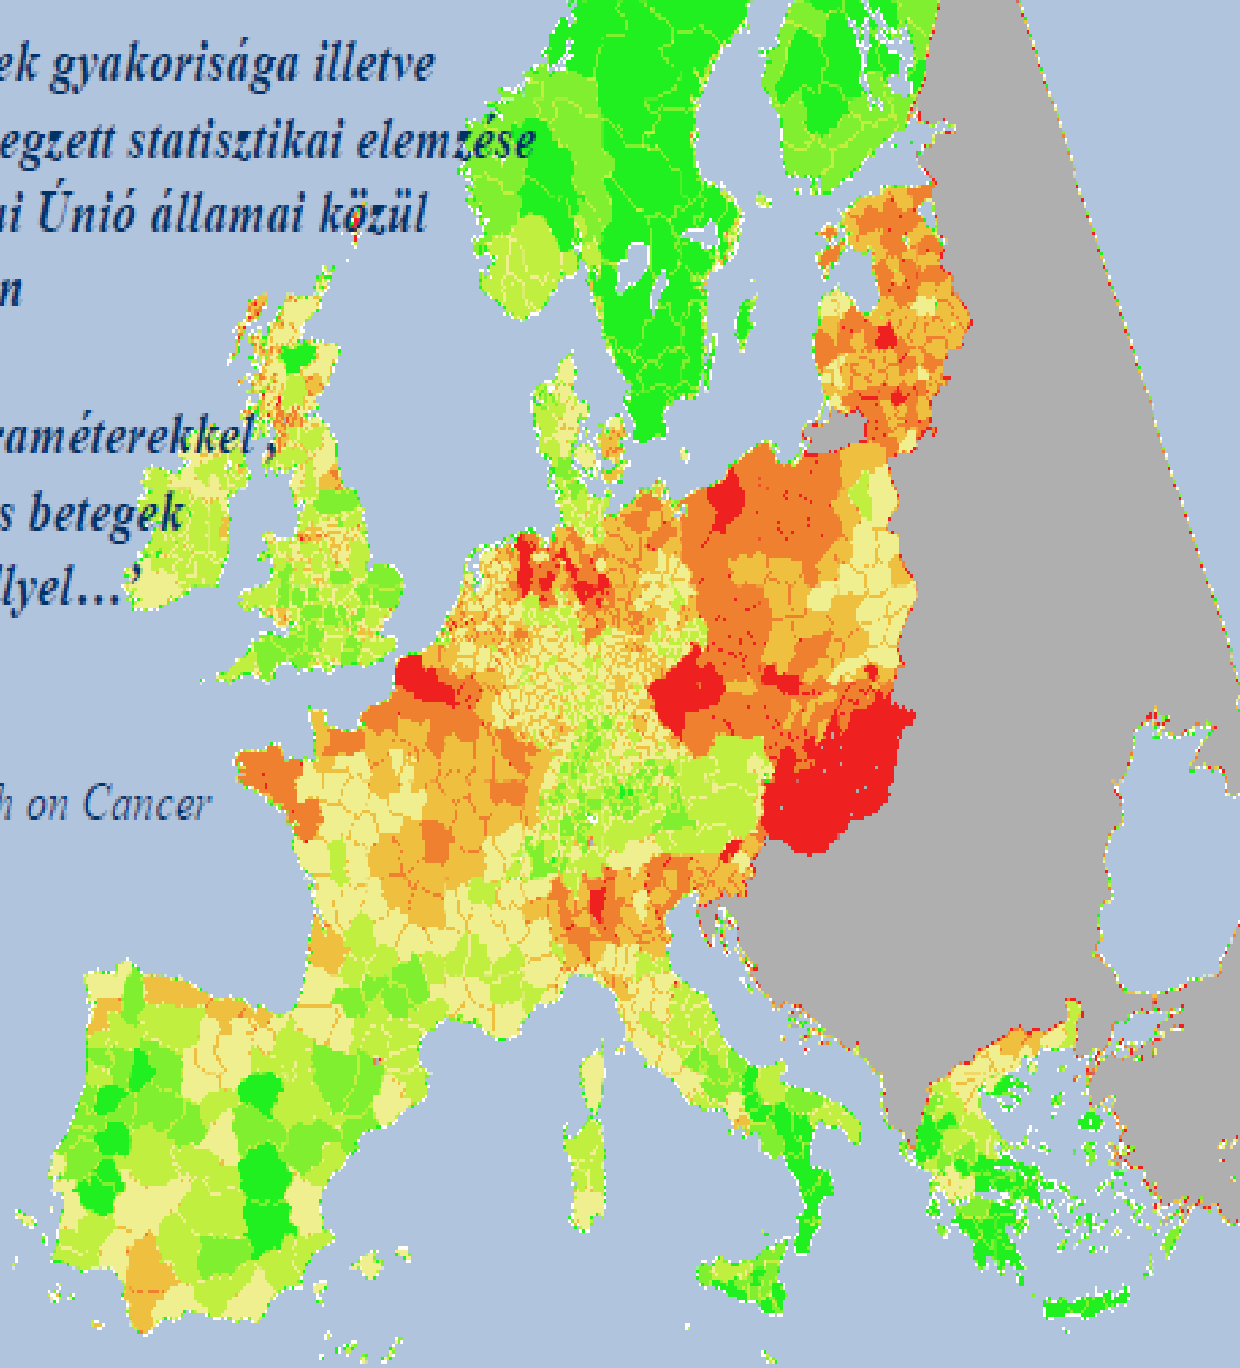 ek gyakorisága illetve
egzett statisztikai elemzése
ai Únió államai közül
n
raméterekkel ,
s betegek
llyel...’
h on Cancer